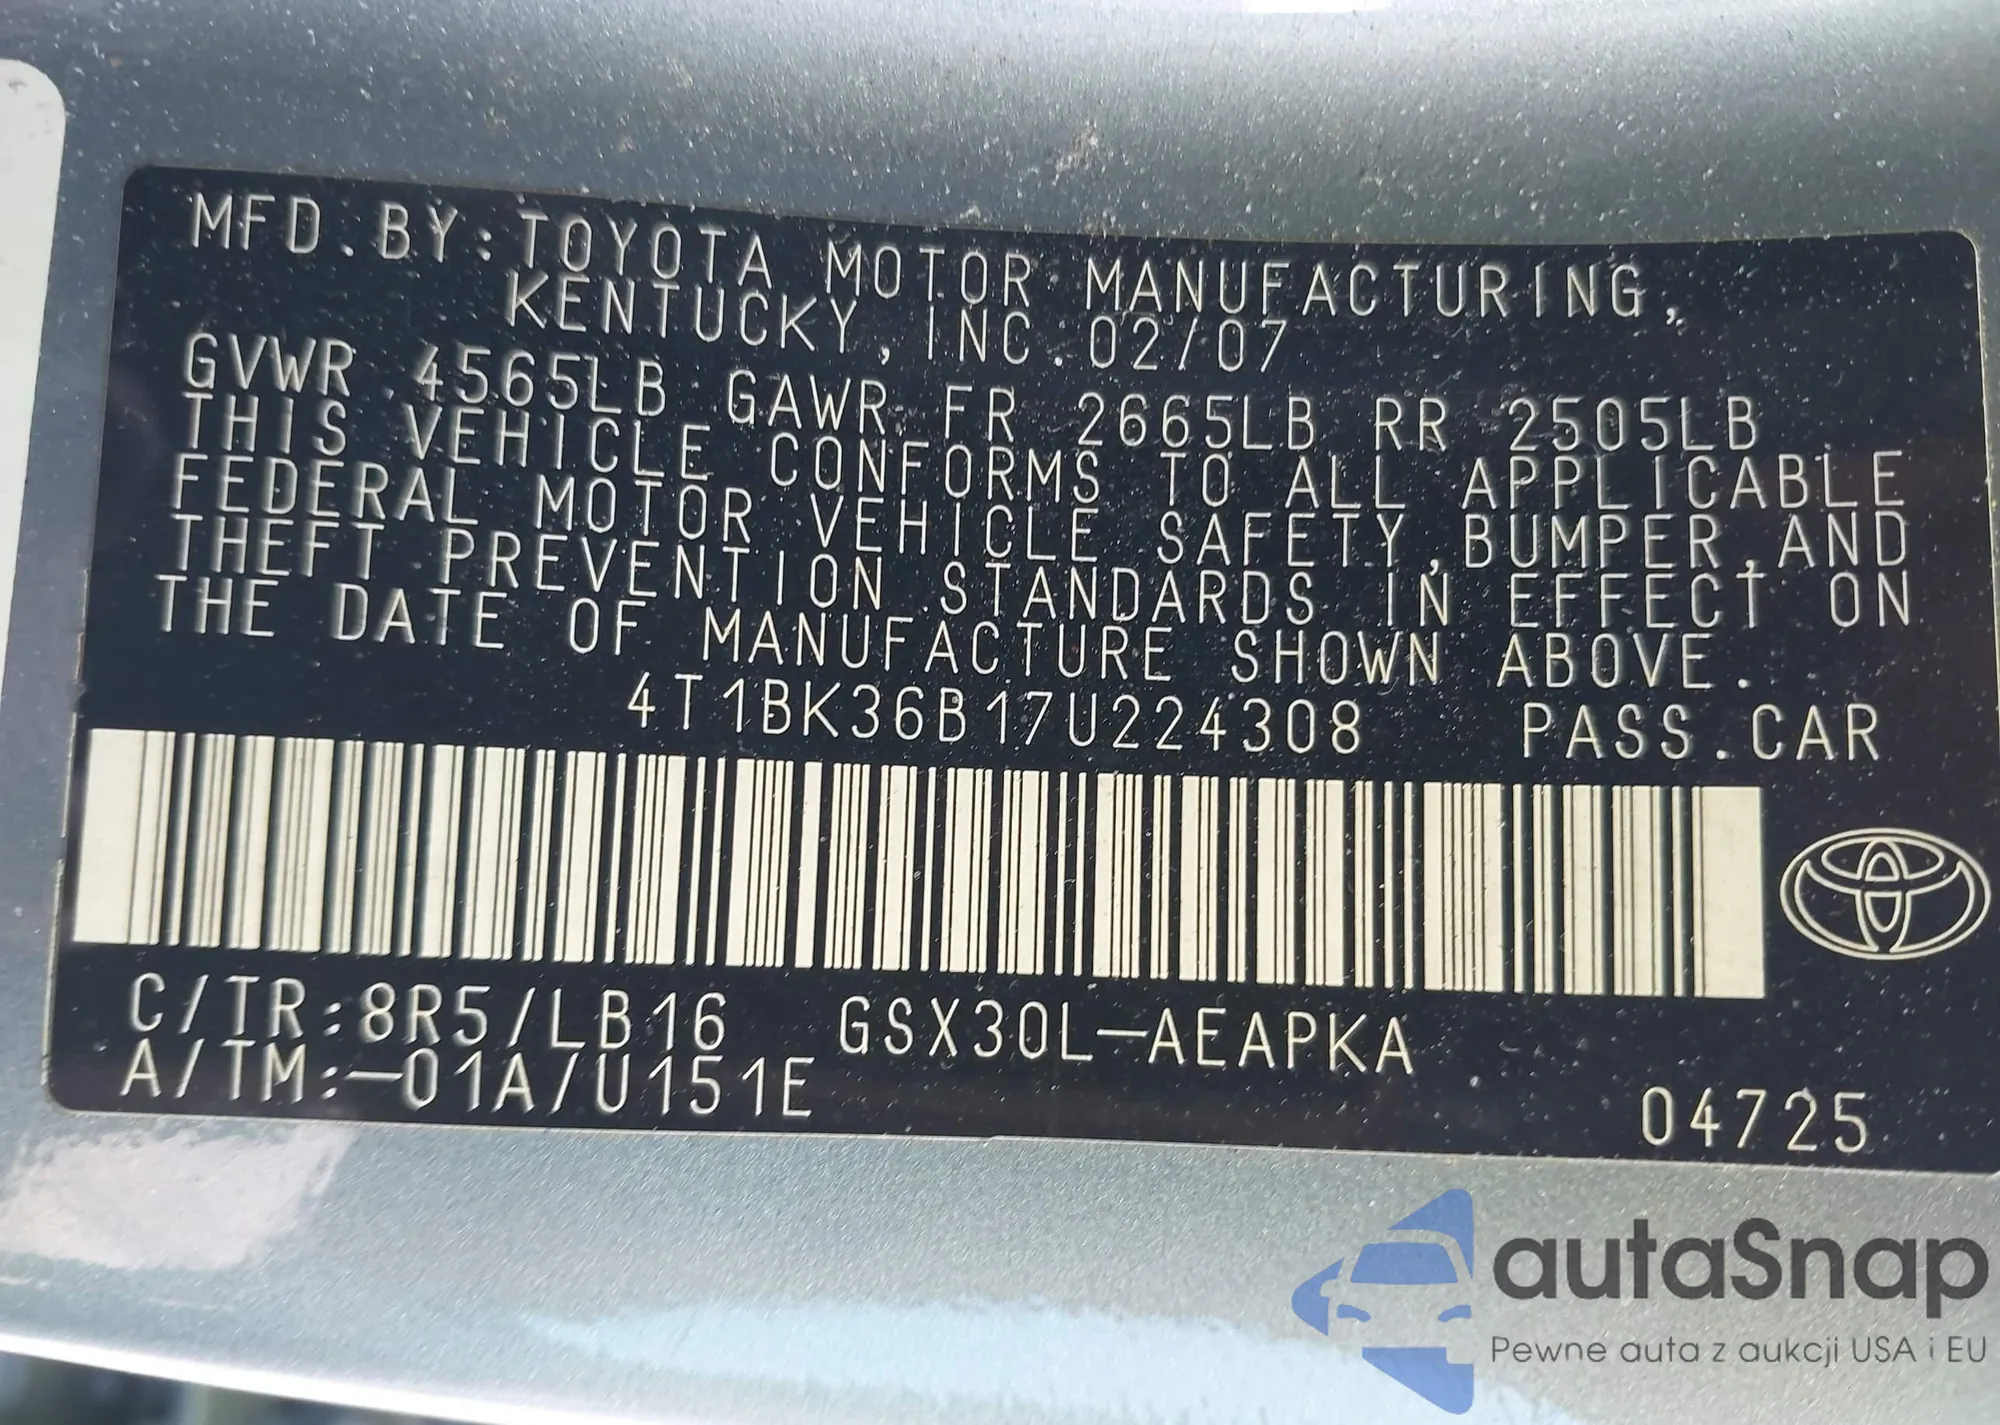 MFD.BY:TOYOTA MOTOR MANUFACTURING,
KENTUCKY,INC.02/07
GVWR 4565LB GAWR FR 2665LB RR 2505LB
THIS VEHICLE CONFORMS TO ALL APPLICABLE
FEDERAL MOTOR VEHICLE SAFETY,BUMPER,AND
THEFT PREVENTION STANDARDS IN EFFECT ON
THE DATE OF MANUFACTURE SHOWN ABOVE.
4T1BK36B17U224308 PASS.CAR
C/TR:8R5/LB16 GSX30L-AEAPKA
A/TM:-01A/U151E 04725
autaSnap
Pewne auta z aukcji USA i EU